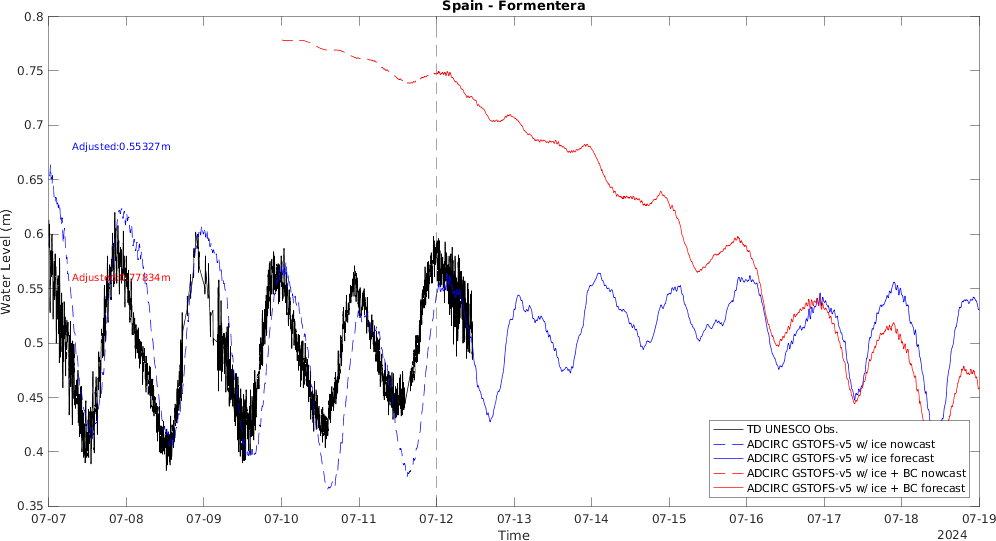 Spain - Formentera
Water Level (m)
0.8
0.75
0.7
0.65
0.6
0.55
0.5
0.45
0.4
0.35
Adjusted:0.55327m
Adjusted:0.77834m
TD UNESCO Obs.
ADCIRC GSTOFS-v5 w/ ice nowcast
ADCIRC GSTOFS-v5 w/ ice forecast
ADCIRC GSTOFS-v5 w/ ice + BC nowcast
ADCIRC GSTOFS-v5 w/ ice + BC forecast
07-07 07-08 07-09 07-10 07-11 07-12 07-13 07-14 07-15 07-16 07-17 07-18 07-19
Time
2024